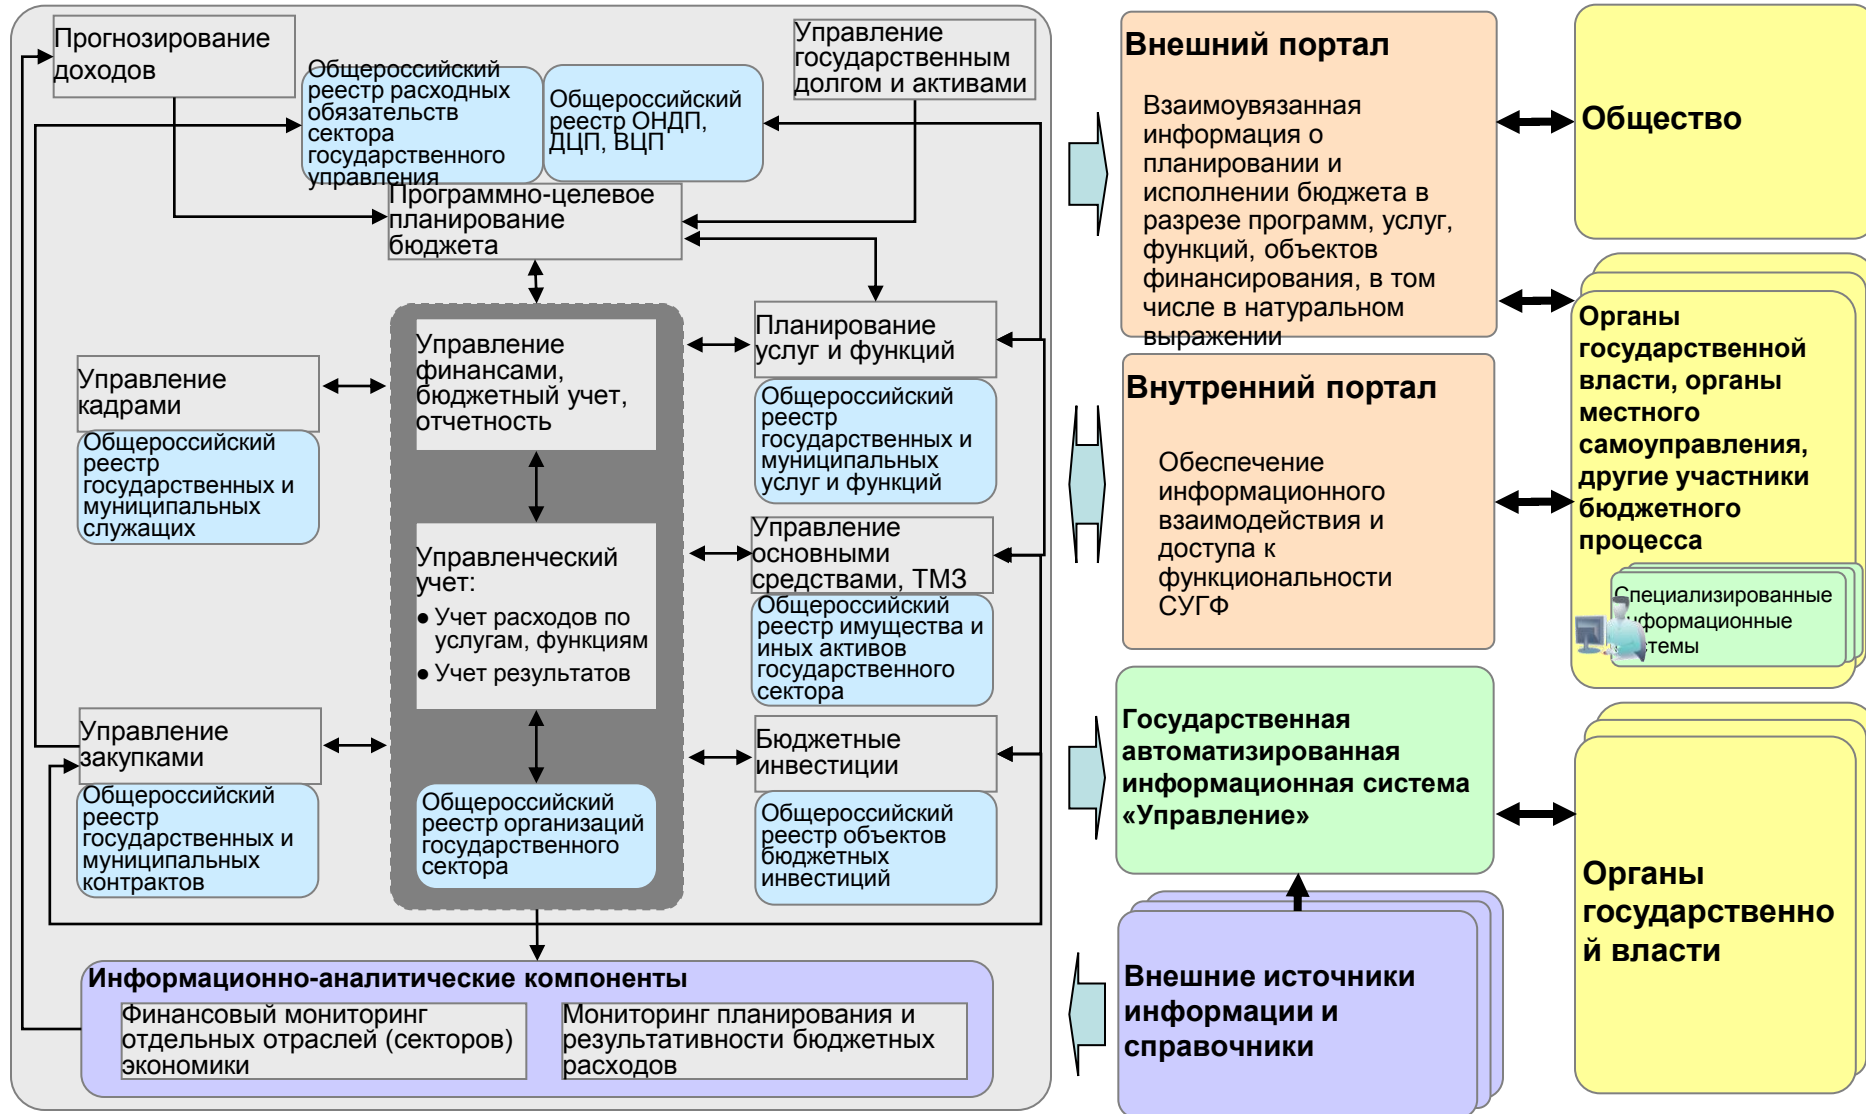 Прогнозирование
доходов
Общероссийский
реестр расходных
обязательств
сектора
государственного
управления
Общероссийский
реестр ОНДП,
ДЦП, ВЦП
Управление
государственным
долгом и активами
Программно-целевое
планирование
бюджета
Управление
финансами,
бюджетный учет,
отчетность
Планирование
услуг и функций
Общероссийский
реестр
государственных и
муниципальных
услуг и функций
Управление
кадрами
Общероссийский
реестр
государственных и
муниципальных
служащих
Управленческий
учет:
● Учет расходов по
услугам, функциям
● Учет результатов
Управление
основными
средствами, ТМЗ
Общероссийский
реестр имущества и
иных активов
государственного
сектора
Управление
закупками
Общероссийский
реестр
государственных и
муниципальных
контрактов
Общероссийский
реестр организаций
государственного
сектора
Бюджетные
инвестиции
Общероссийский
реестр объектов
бюджетных
инвестиций
Информационно-аналитические компоненты
Финансовый мониторинг
отдельных отраслей (секторов)
экономики
Мониторинг планирования и
результативности бюджетных
расходов
Внешний портал
Взаимоувязанная
информация о
планировании и
исполнении бюджета в
разрезе программ, услуг,
функций, объектов
финансирования, в том
числе в натуральном
выражении
Внутренний портал
Обеспечение
информационного
взаимодействия и
доступа к
функциональности
СУГФ
Государственная
автоматизированная
информационная система
«Управление»
Внешние источники
информации и
справочники
Общество
Органы
государственной
власти, органы
местного
самоуправления,
другие участники
бюджетного
процесса
Специализированные
информационные
системы
Органы
государственно
й власти